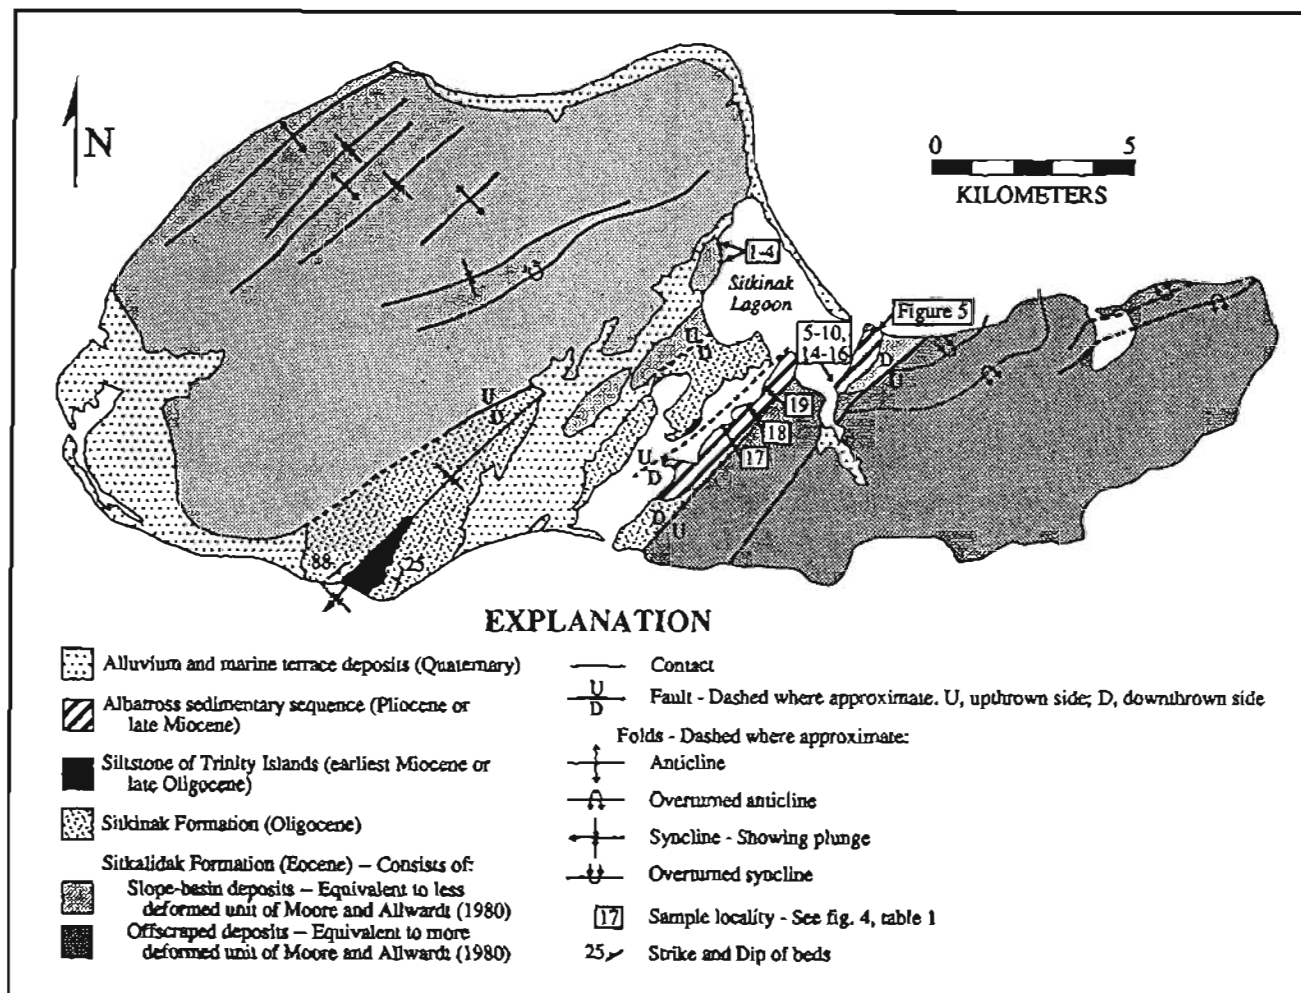 N
0 5
KILOMETERS
1-4
Sitkinak
Lagoon
Figure 5
5-10,
14-16
U
D
D
U
U
D
19
18
17
U
D
D
U
88
25
EXPLANATION
Alluvium and marine terrace deposits (Quaternary)
Albatross sedimentary sequence (Pliocene or
late Miocene)
Siltstone of Trinity Islands (earliest Miocene or
late Oligocene)
Sitkinak Formation (Oligocene)
Sitkalidak Formation (Eocene) – Consists of:
Slope-basin deposits – Equivalent to less
deformed unit of Moore and Allwardt (1980)
Offscraped deposits – Equivalent to more
deformed unit of Moore and Allwardt (1980)
Contact
U
D
Fault - Dashed where approximate. U, upthrown side; D, downthrown side
Folds - Dashed where approximate:
Anticline
Overturned anticline
Syncline - Showing plunge
Overturned syncline
17 Sample locality - See fig. 4, table 1
25 Strike and Dip of beds